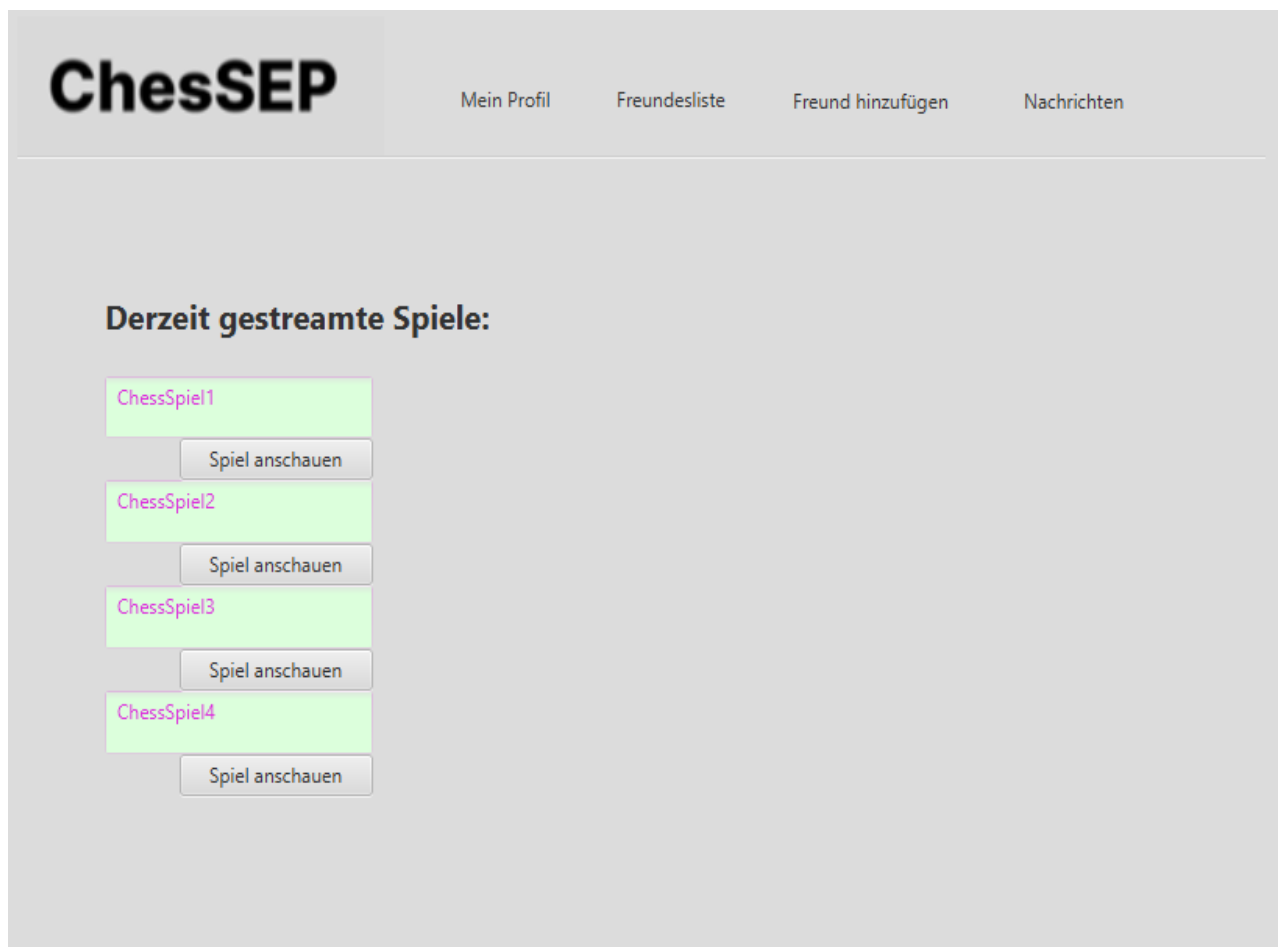 ChesSEP
Mein Profil Freundesliste Freund hinzufügen Nachrichten
Derzeit gestreamte Spiele:
ChessSpiel1
Spiel anschauen
ChessSpiel2
Spiel anschauen
ChessSpiel3
Spiel anschauen
ChessSpiel4
Spiel anschauen